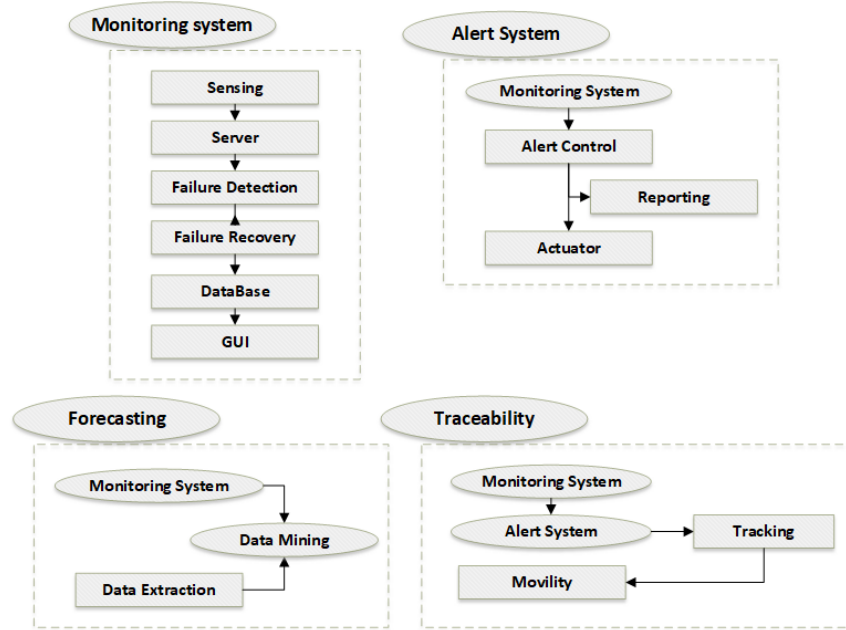 Monitoring system
Sensing
Server
Failure Detection
Failure Recovery
DataBase
GUI
Alert System
Monitoring System
Alert Control
Reporting
Actuator
Forecasting
Monitoring System
Data Mining
Data Extraction
Traceability
Monitoring System
Alert System
Tracking
Movility